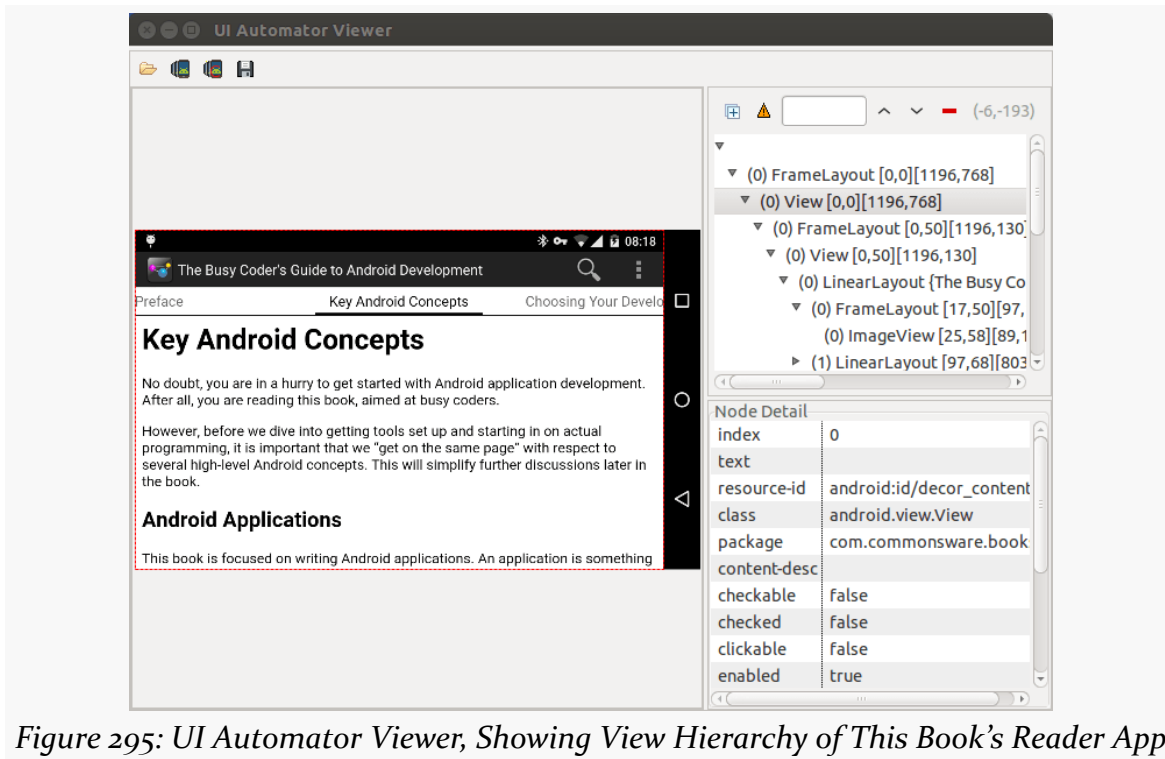 UI Automator Viewer
08:18
The Busy Coder's Guide to Android Development
Preface
Key Android Concepts
Choosing Your Develo
Key Android Concepts
No doubt, you are in a hurry to get started with Android application development.
After all, you are reading this book, aimed at busy coders.
However, before we dive into getting tools set up and starting in on actual
programming, it is important that we “get on the same page” with respect to
several high-level Android concepts. This will simplify further discussions later in
the book.
Android Applications
This book is focused on writing Android applications. An application is something
(-6,-193)
(0) FrameLayout [0,0][1196,768]
(0) View [0,0][1196,768]
(0) FrameLayout [0,50][1196,130]
(0) View [0,50][1196,130]
(0) LinearLayout {The Busy Co
(0) FrameLayout [17,50][97,
(0) ImageView [25,58][89,1
(1) LinearLayout [97,68][803
Node Detail
index 0
text
resource-id android:id/decor_content
class android.view.View
package com.commonsware.book
content-desc
checkable false
checked false
clickable false
enabled true
Figure 295: UI Automator Viewer, Showing View Hierarchy of This Book's Reader App